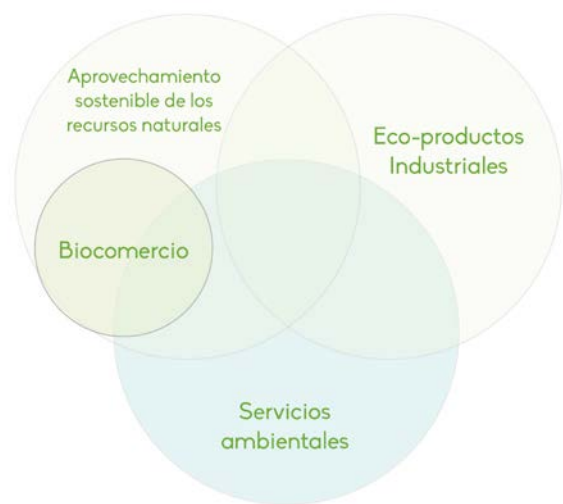 Aprovechamiento
sostenible de los
recursos naturales
Eco-productos
Industriales
Biocomercio
Servicios
ambientales